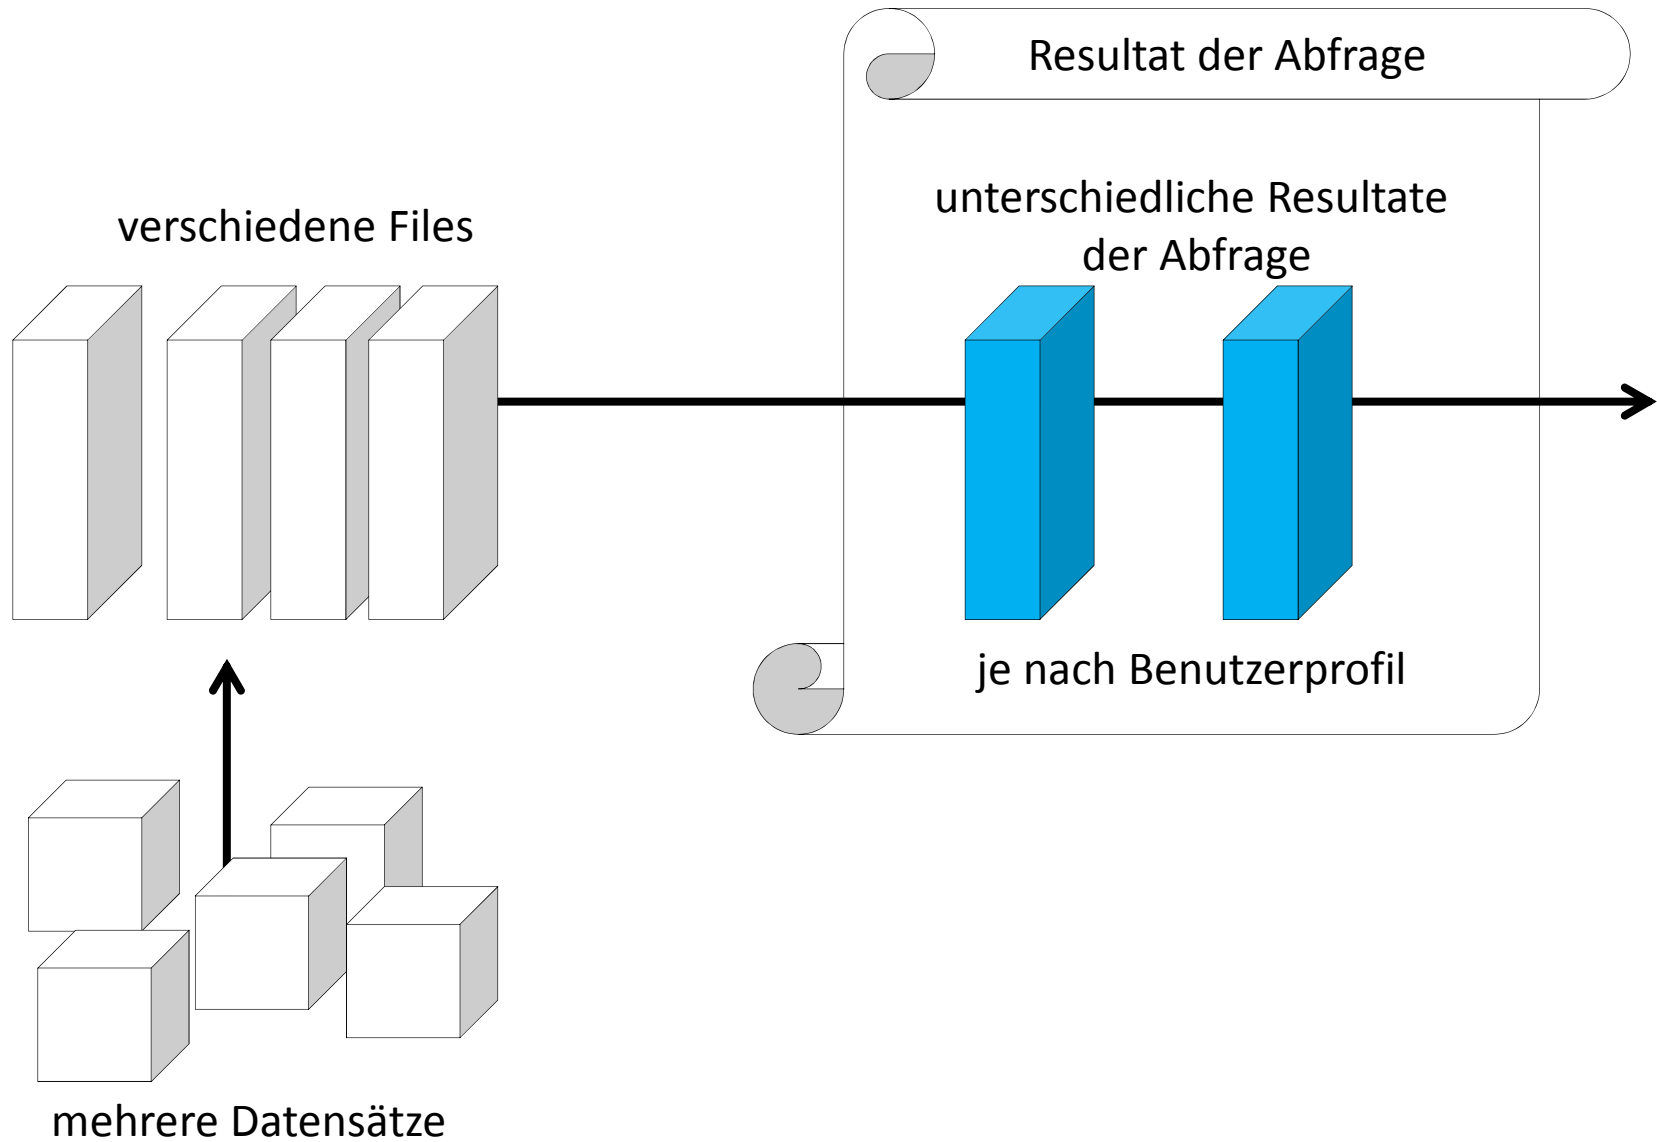 Resultat der Abfrage
unterschiedliche Resultate
der Abfrage
verschiedene Files
je nach Benutzerprofil
mehrere Datensätze